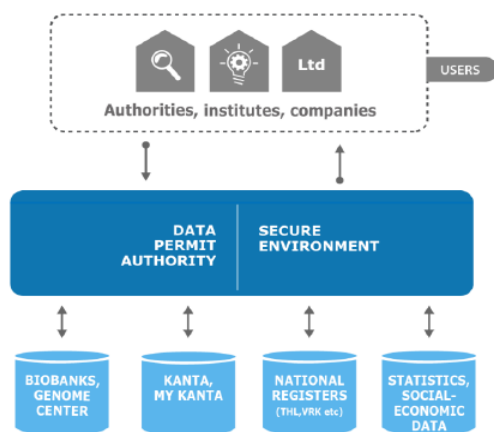 Ltd
USERS
Authorities, institutes, companies
DATA
PERMIT
AUTHORITY
SECURE
ENVIRONMENT
BIOBANKS,
GENOME
CENTER
KANTA,
MY KANTA
NATIONAL
REGISTERS
(THL,VRK etc)
STATISTICS,
SOCIAL-
ECONOMIC
DATA